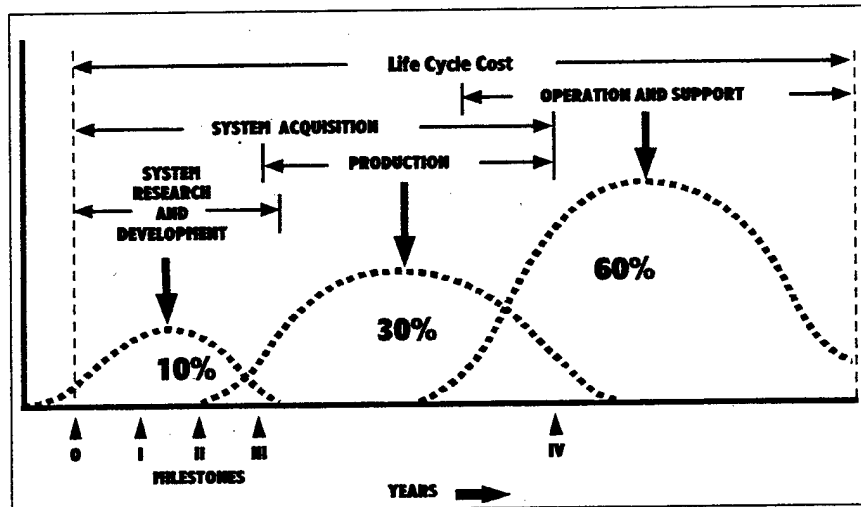 Life Cycle Cost
OPERATION AND SUPPORT
SYSTEM ACQUISITION
PRODUCTION
SYSTEM
RESEARCH
AND
DEVELOPMENT
60%
30%
10%
0 I II III IV
MILESTONES
YEARS